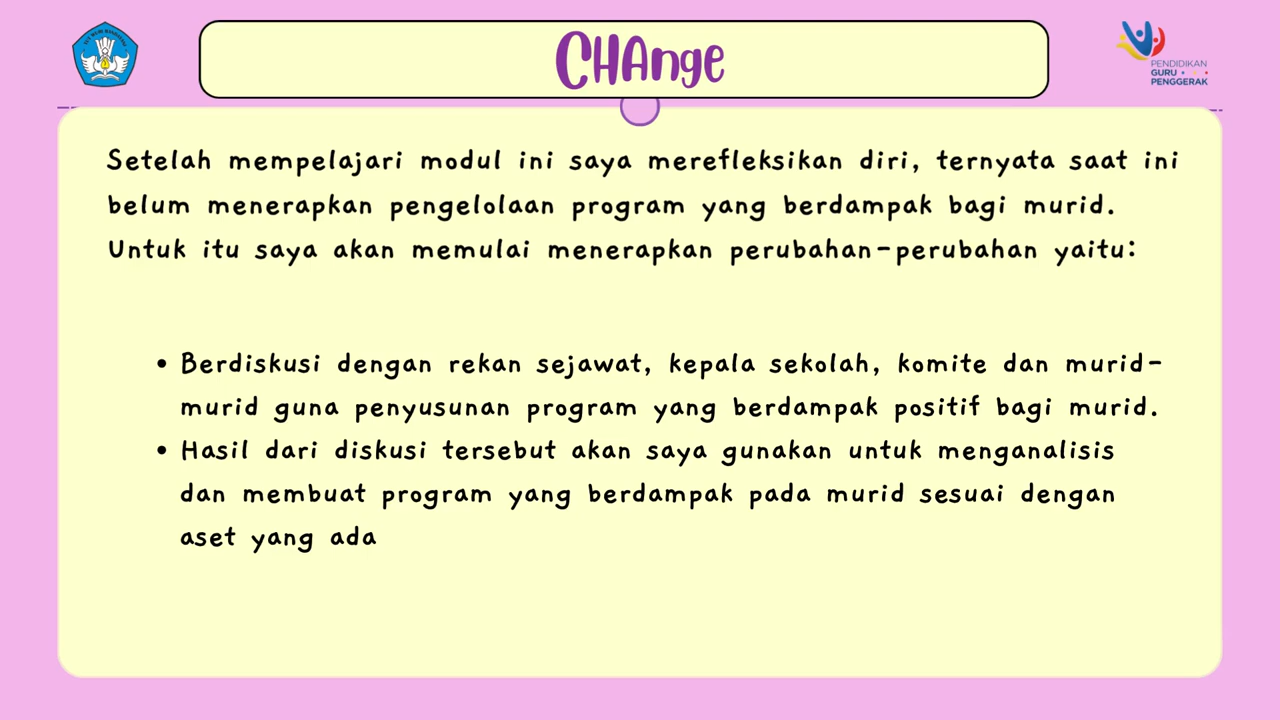 CHAnge
PENDIDIKAN
GURU
PENGGERAK
Setelah mempelajari modul ini saya merefleksikan diri, ternyata saat ini
belum menerapkan pengelolaan program yang berdampak bagi murid.
Untuk itu saya akan memulai menerapkan perubahan-perubahan yaitu:
• Berdiskusi dengan rekan sejawat, kepala sekolah, komite dan murid-
murid guna penyusunan program yang berdampak positif bagi murid.
• Hasil dari diskusi tersebut akan saya gunakan untuk menganalisis
dan membuat program yang berdampak pada murid sesuai dengan
aset yang ada